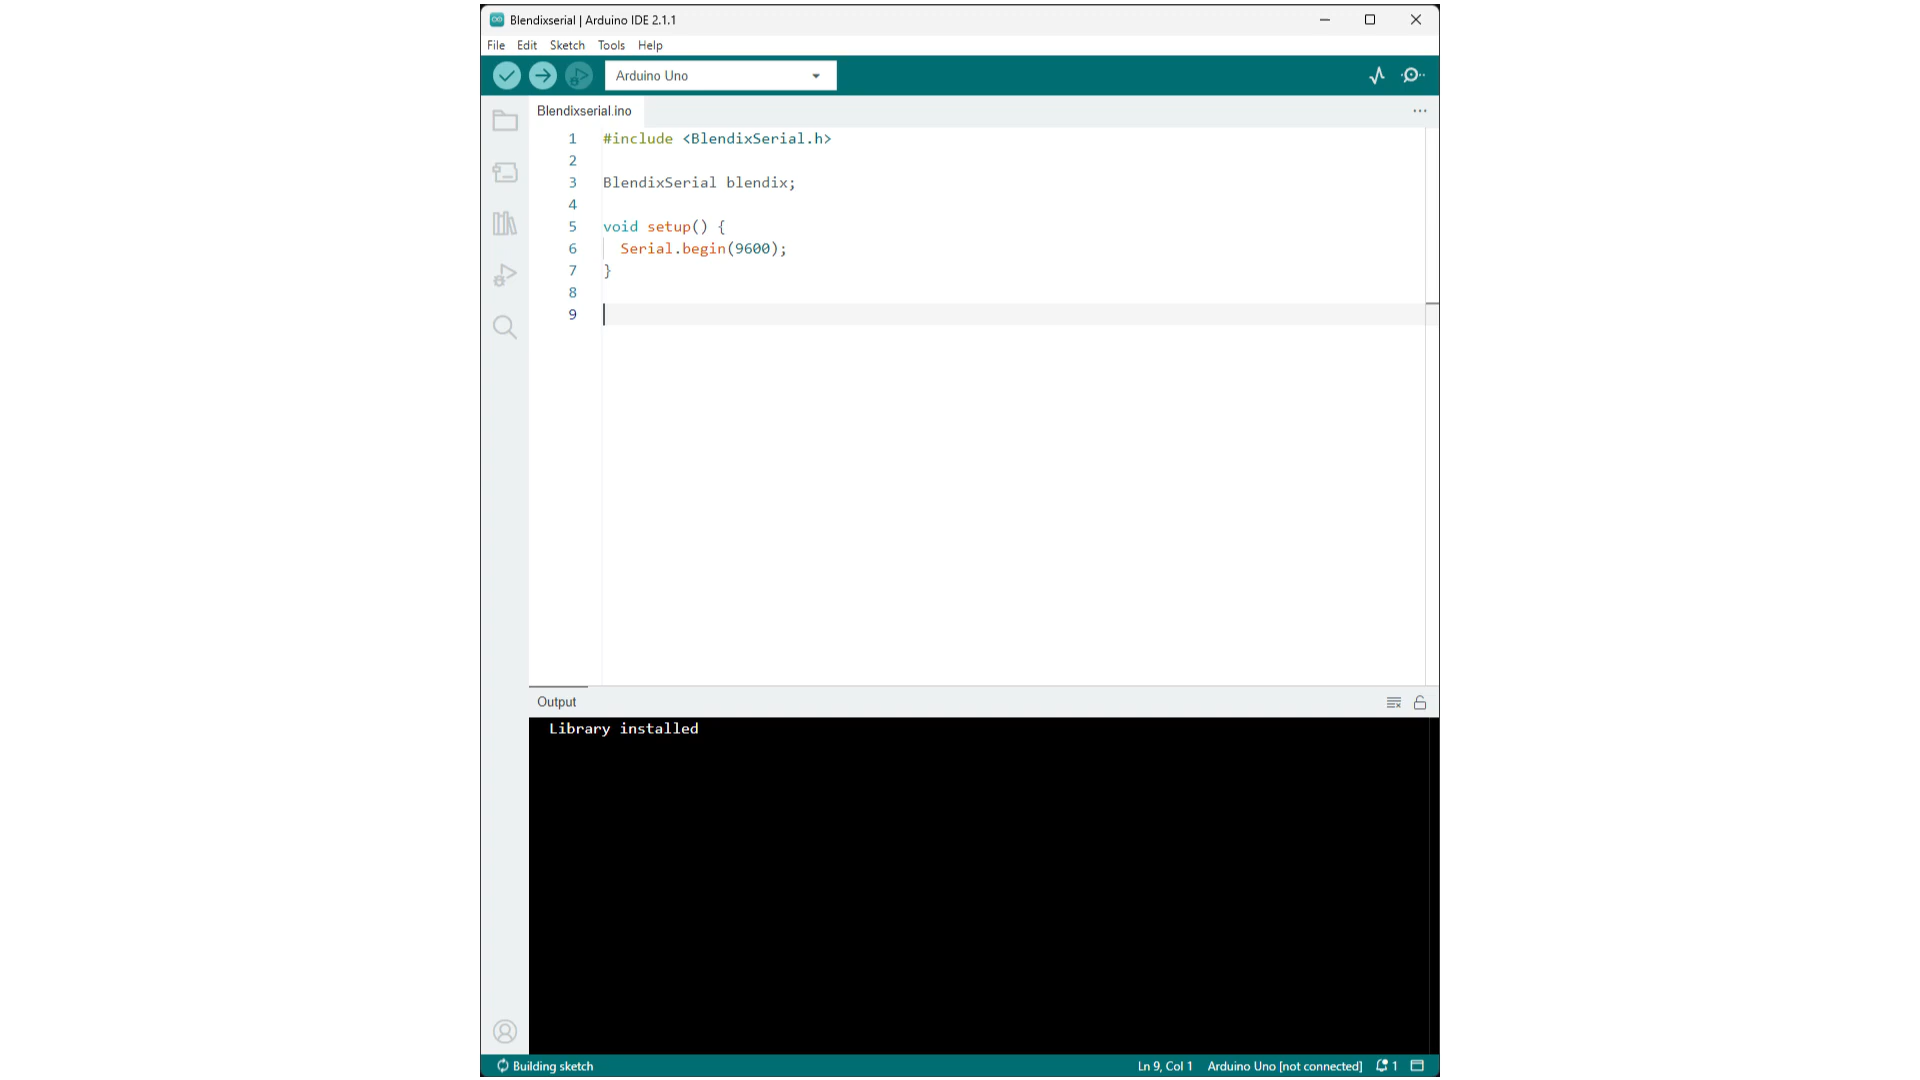 Blendixserial | Arduino IDE 2.1.1
File Edit Sketch Tools Help
Arduino Uno
Blendixserial.ino
1 #include <BlendixSerial.h>
2
3 BlendixSerial blendix;
4
5 void setup() {
6 Serial.begin(9600);
7 }
8
9
Output
Library installed
Building sketch Ln 9, Col 1 Arduino Uno [not connected] 1